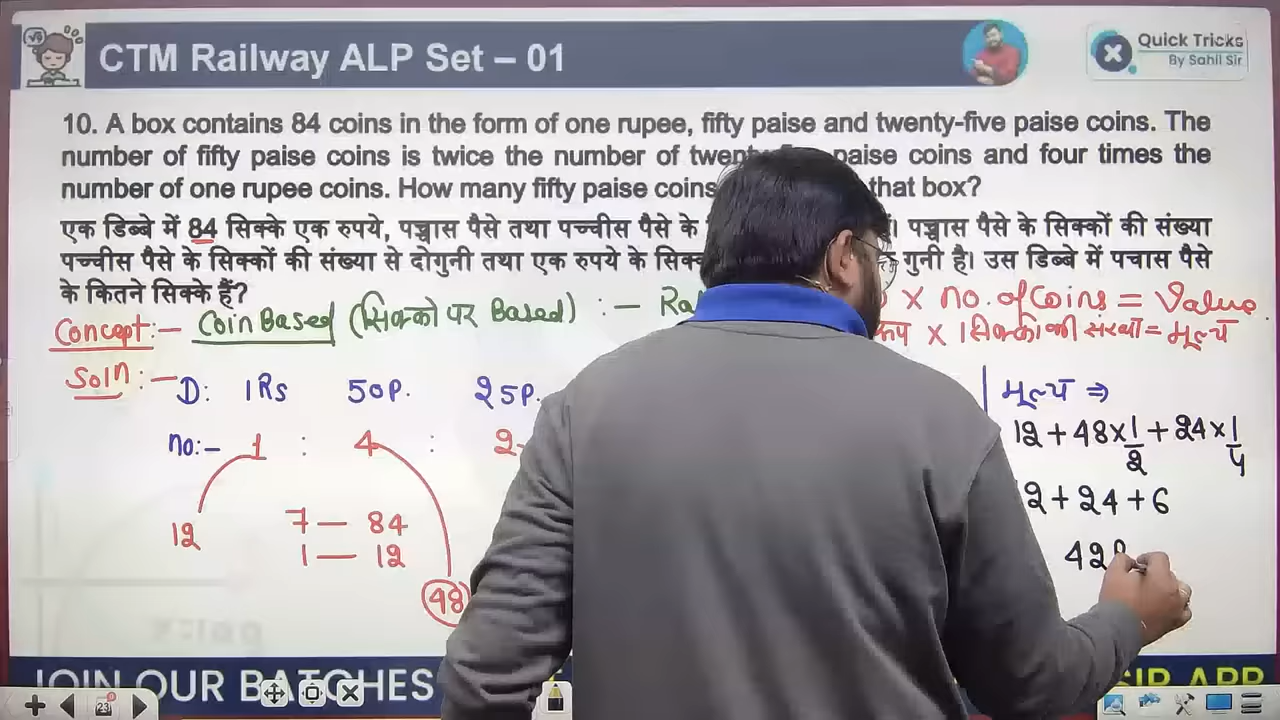 CTM Railway ALP Set – 01
Quick Tricks
By Sahil Sir
10. A box contains 84 coins in the form of one rupee, fifty paise and twenty-five paise coins. The
number of fifty paise coins is twice the number of paise coins and four times the
number of one rupee coins. How many fifty paise coins that box?
एक डिब्बे में 84 सिक्के एक रुपये, पच्चास पैसे तथा पच्चीस पैसे के पच्चास पैसे के सिक्कों की संख्या
पच्चीस पैसे के सिक्कों की संख्या से दोगुनी तथा एक रुपये के गुनी है। उस डिब्बे में पचास पैसे
के कितने सिक्के हैं?
Concept:- Coin Based (सिक्को पर Based) :- × no. of Coins = Value.
× सिक्को की संख्या = मूल्य
Soln:- D: 1Rs 50P. 25P. मूल्य ⇒
no:- 1 : 4 : 2 12 + 48×1/2 + 24×1/4
12 7 — 84 12 + 24 + 6
1 — 12 42
48
JOIN OUR BATCHES SIR APP
23